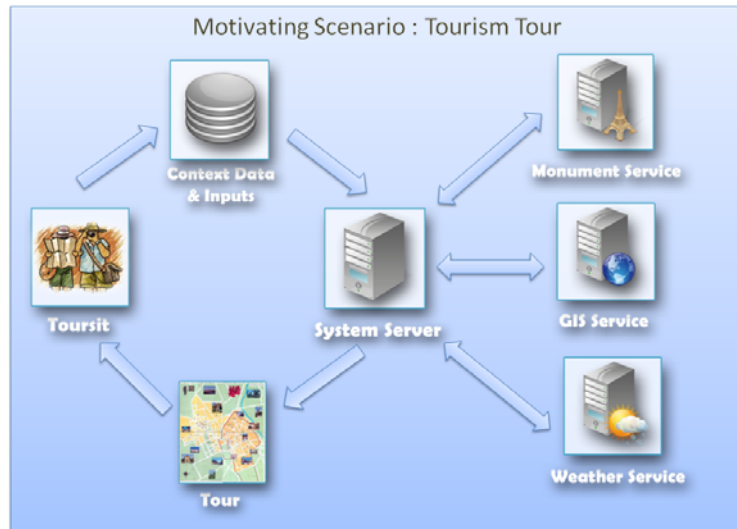 Motivating Scenario : Tourism Tour
Context Data
& Inputs
Monument Service
Toursit
System Server
GIS Service
Tour
Weather Service